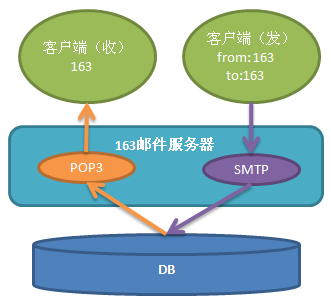 客户端（收）
163
客户端（发）
from:163
to:163
163邮件服务器
POP3
SMTP
DB